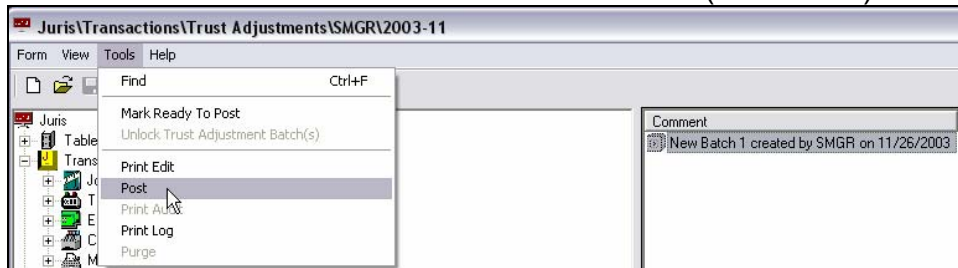 Juris\Transactions\Trust Adjustments\SMGR\2003-11
Form View Tools Help
Find Ctrl+F
Mark Ready To Post
Unlock Trust Adjustment Batch(s)
Print Edit
Post
Print Audit
Print Log
Purge
Juris
Table
Trans
Jo
T
E
C
M
Comment
New Batch 1 created by SMGR on 11/26/2003